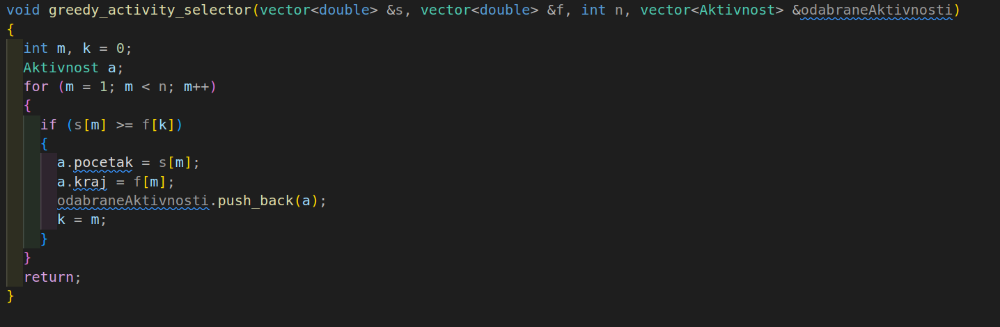 void greedy_activity_selector(vector<double> &s, vector<double> &f, int n, vector<Aktivnost> &odabraneAktivnosti)
{
int m, k = 0;
Aktivnost a;
for (m = 1; m < n; m++)
{
if (s[m] >= f[k])
{
a.pocetak = s[m];
a.kraj = f[m];
odabraneAktivnosti.push_back(a);
k = m;
}
}
return;
}